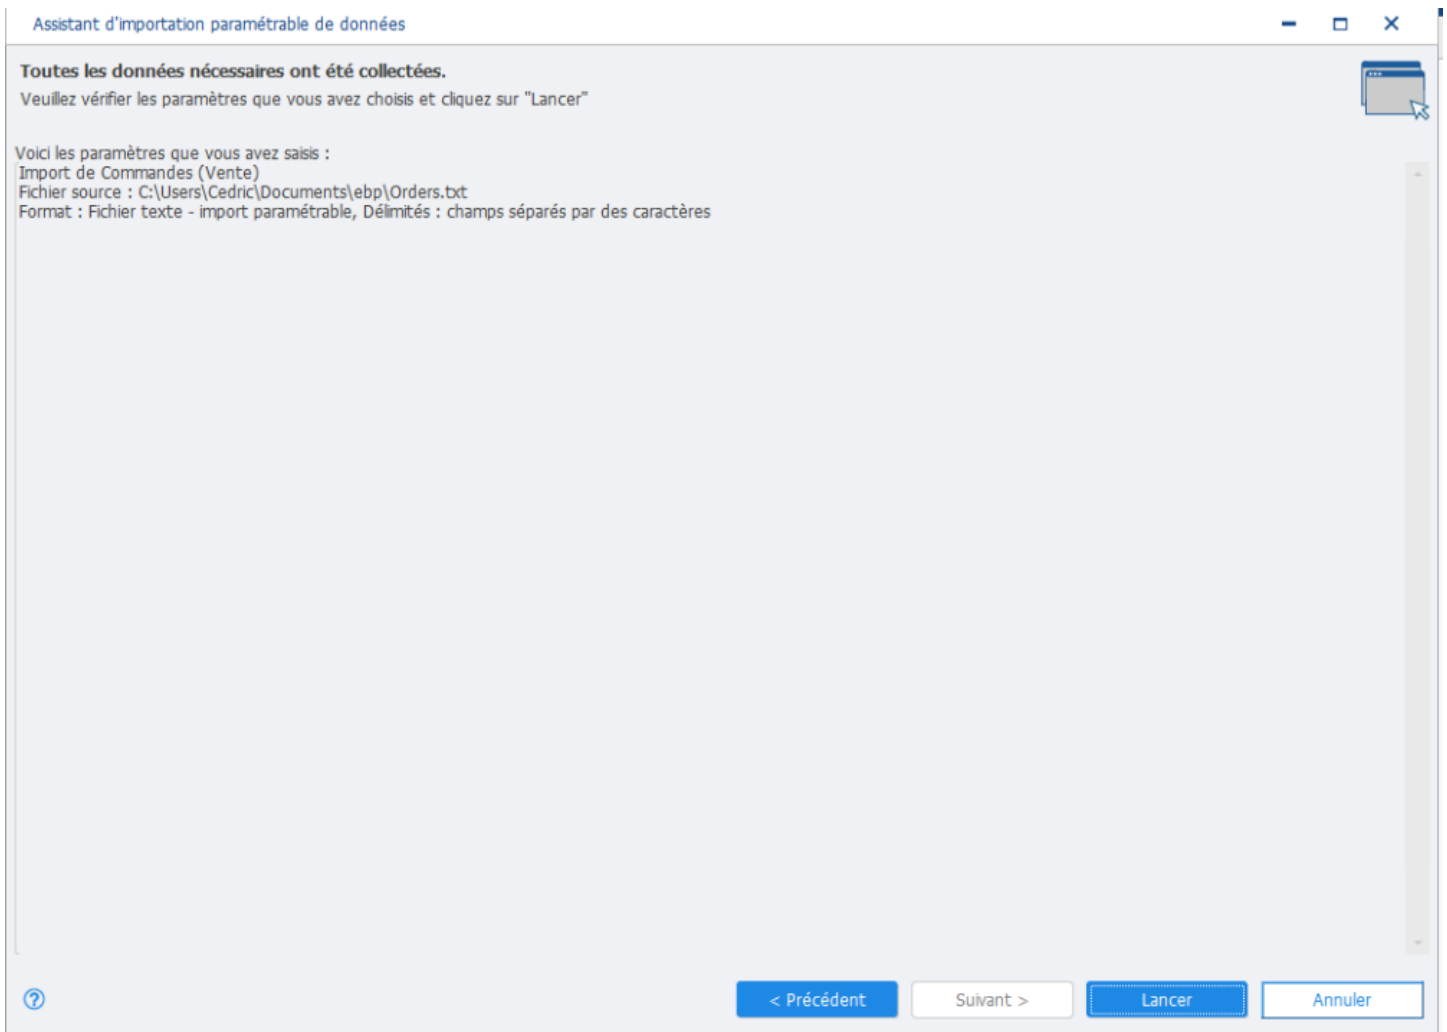 Assistant d'importation paramétrable de données
Toutes les données nécessaires ont été collectées.
Veuillez vérifier les paramètres que vous avez choisis et cliquez sur "Lancer"
Voici les paramètres que vous avez saisis :
Import de Commandes (Vente)
Fichier source : C:\Users\Cedric\Documents\ebp\Orders.txt
Format : Fichier texte - import paramétrable, Délimités : champs séparés par des caractères
< Précédent
Suivant >
Lancer
Annuler